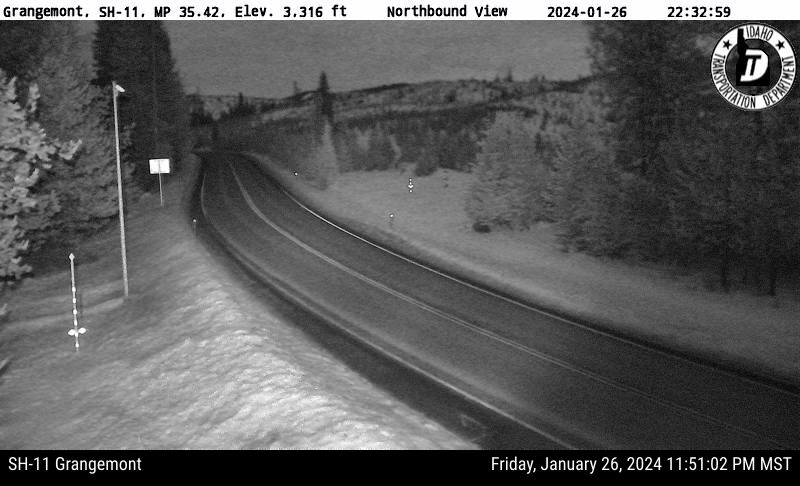 Grangemont, SH-11, MP 35.42, Elev. 3,316 ft Northbound View 2024-01-26 22:32:59
IDAHO
TRANSPORTATION DEPARTMENT
SH-11 Grangemont Friday, January 26, 2024 11:51:02 PM MST